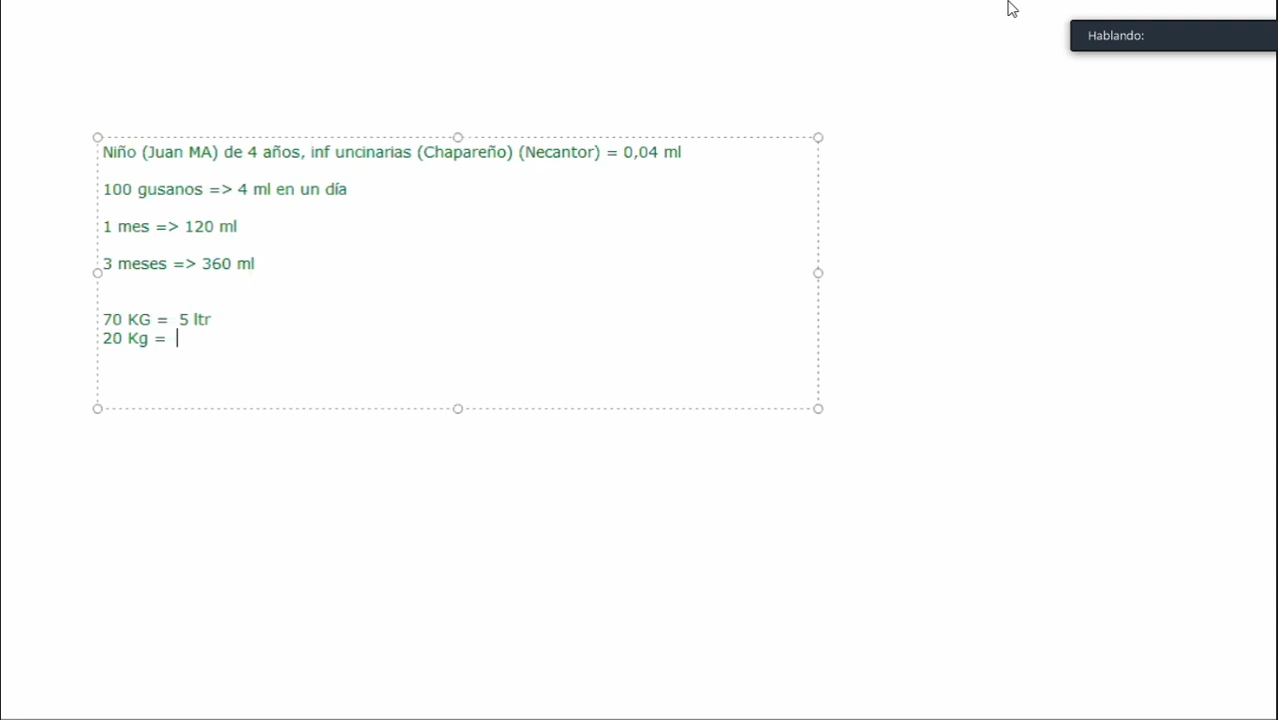 Hablando:
Niño (Juan MA) de 4 años, inf uncinarias (Chapareño) (Necantor) = 0,04 ml
100 gusanos => 4 ml en un día
1 mes => 120 ml
3 meses => 360 ml
70 KG =  5 ltr
20 Kg =